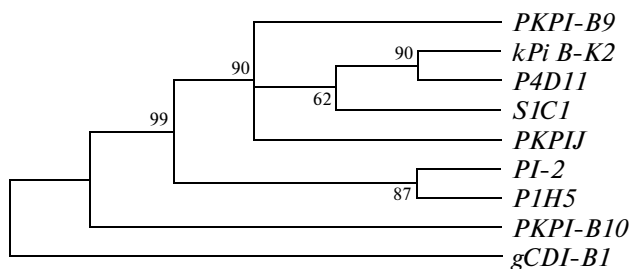 PKPI-B9
90
kPi B-K2
90
P4D11
62
S1C1
99
PKPIJ
PI-2
87
P1H5
PKPI-B10
gCDI-B1